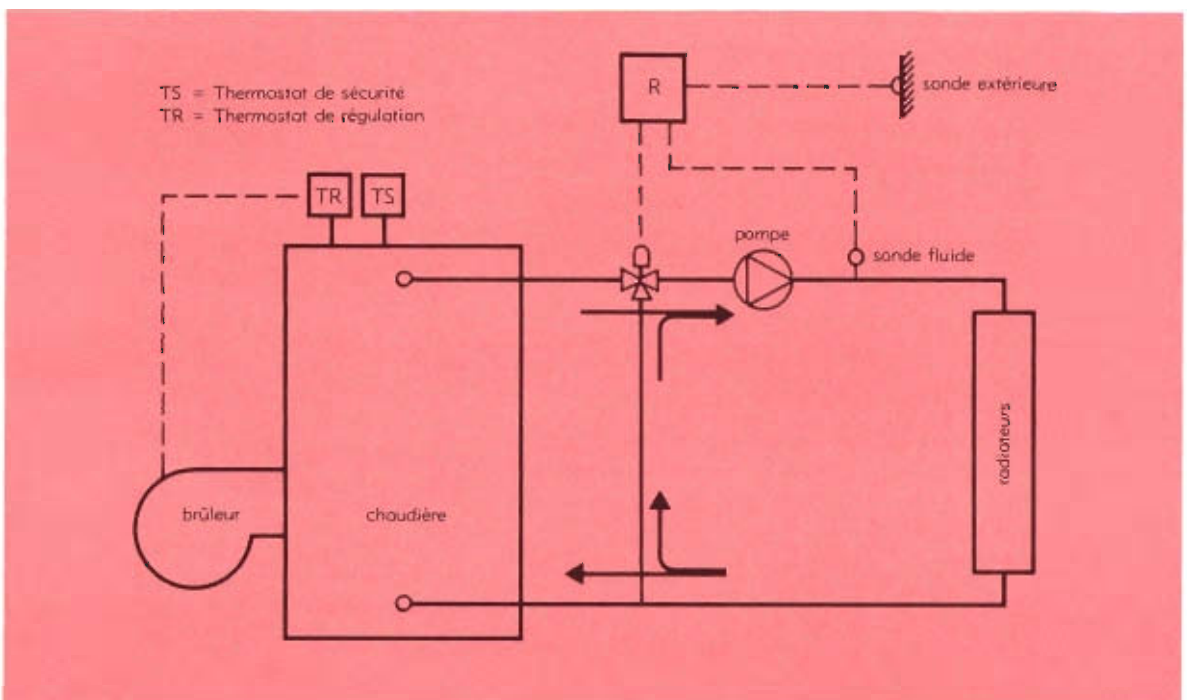 TS = Thermostat de sécurité
TR = Thermostat de régulation
R
sonde extérieure
TR
TS
pompe
sonde fluide
radiateurs
brûleur
chaudière